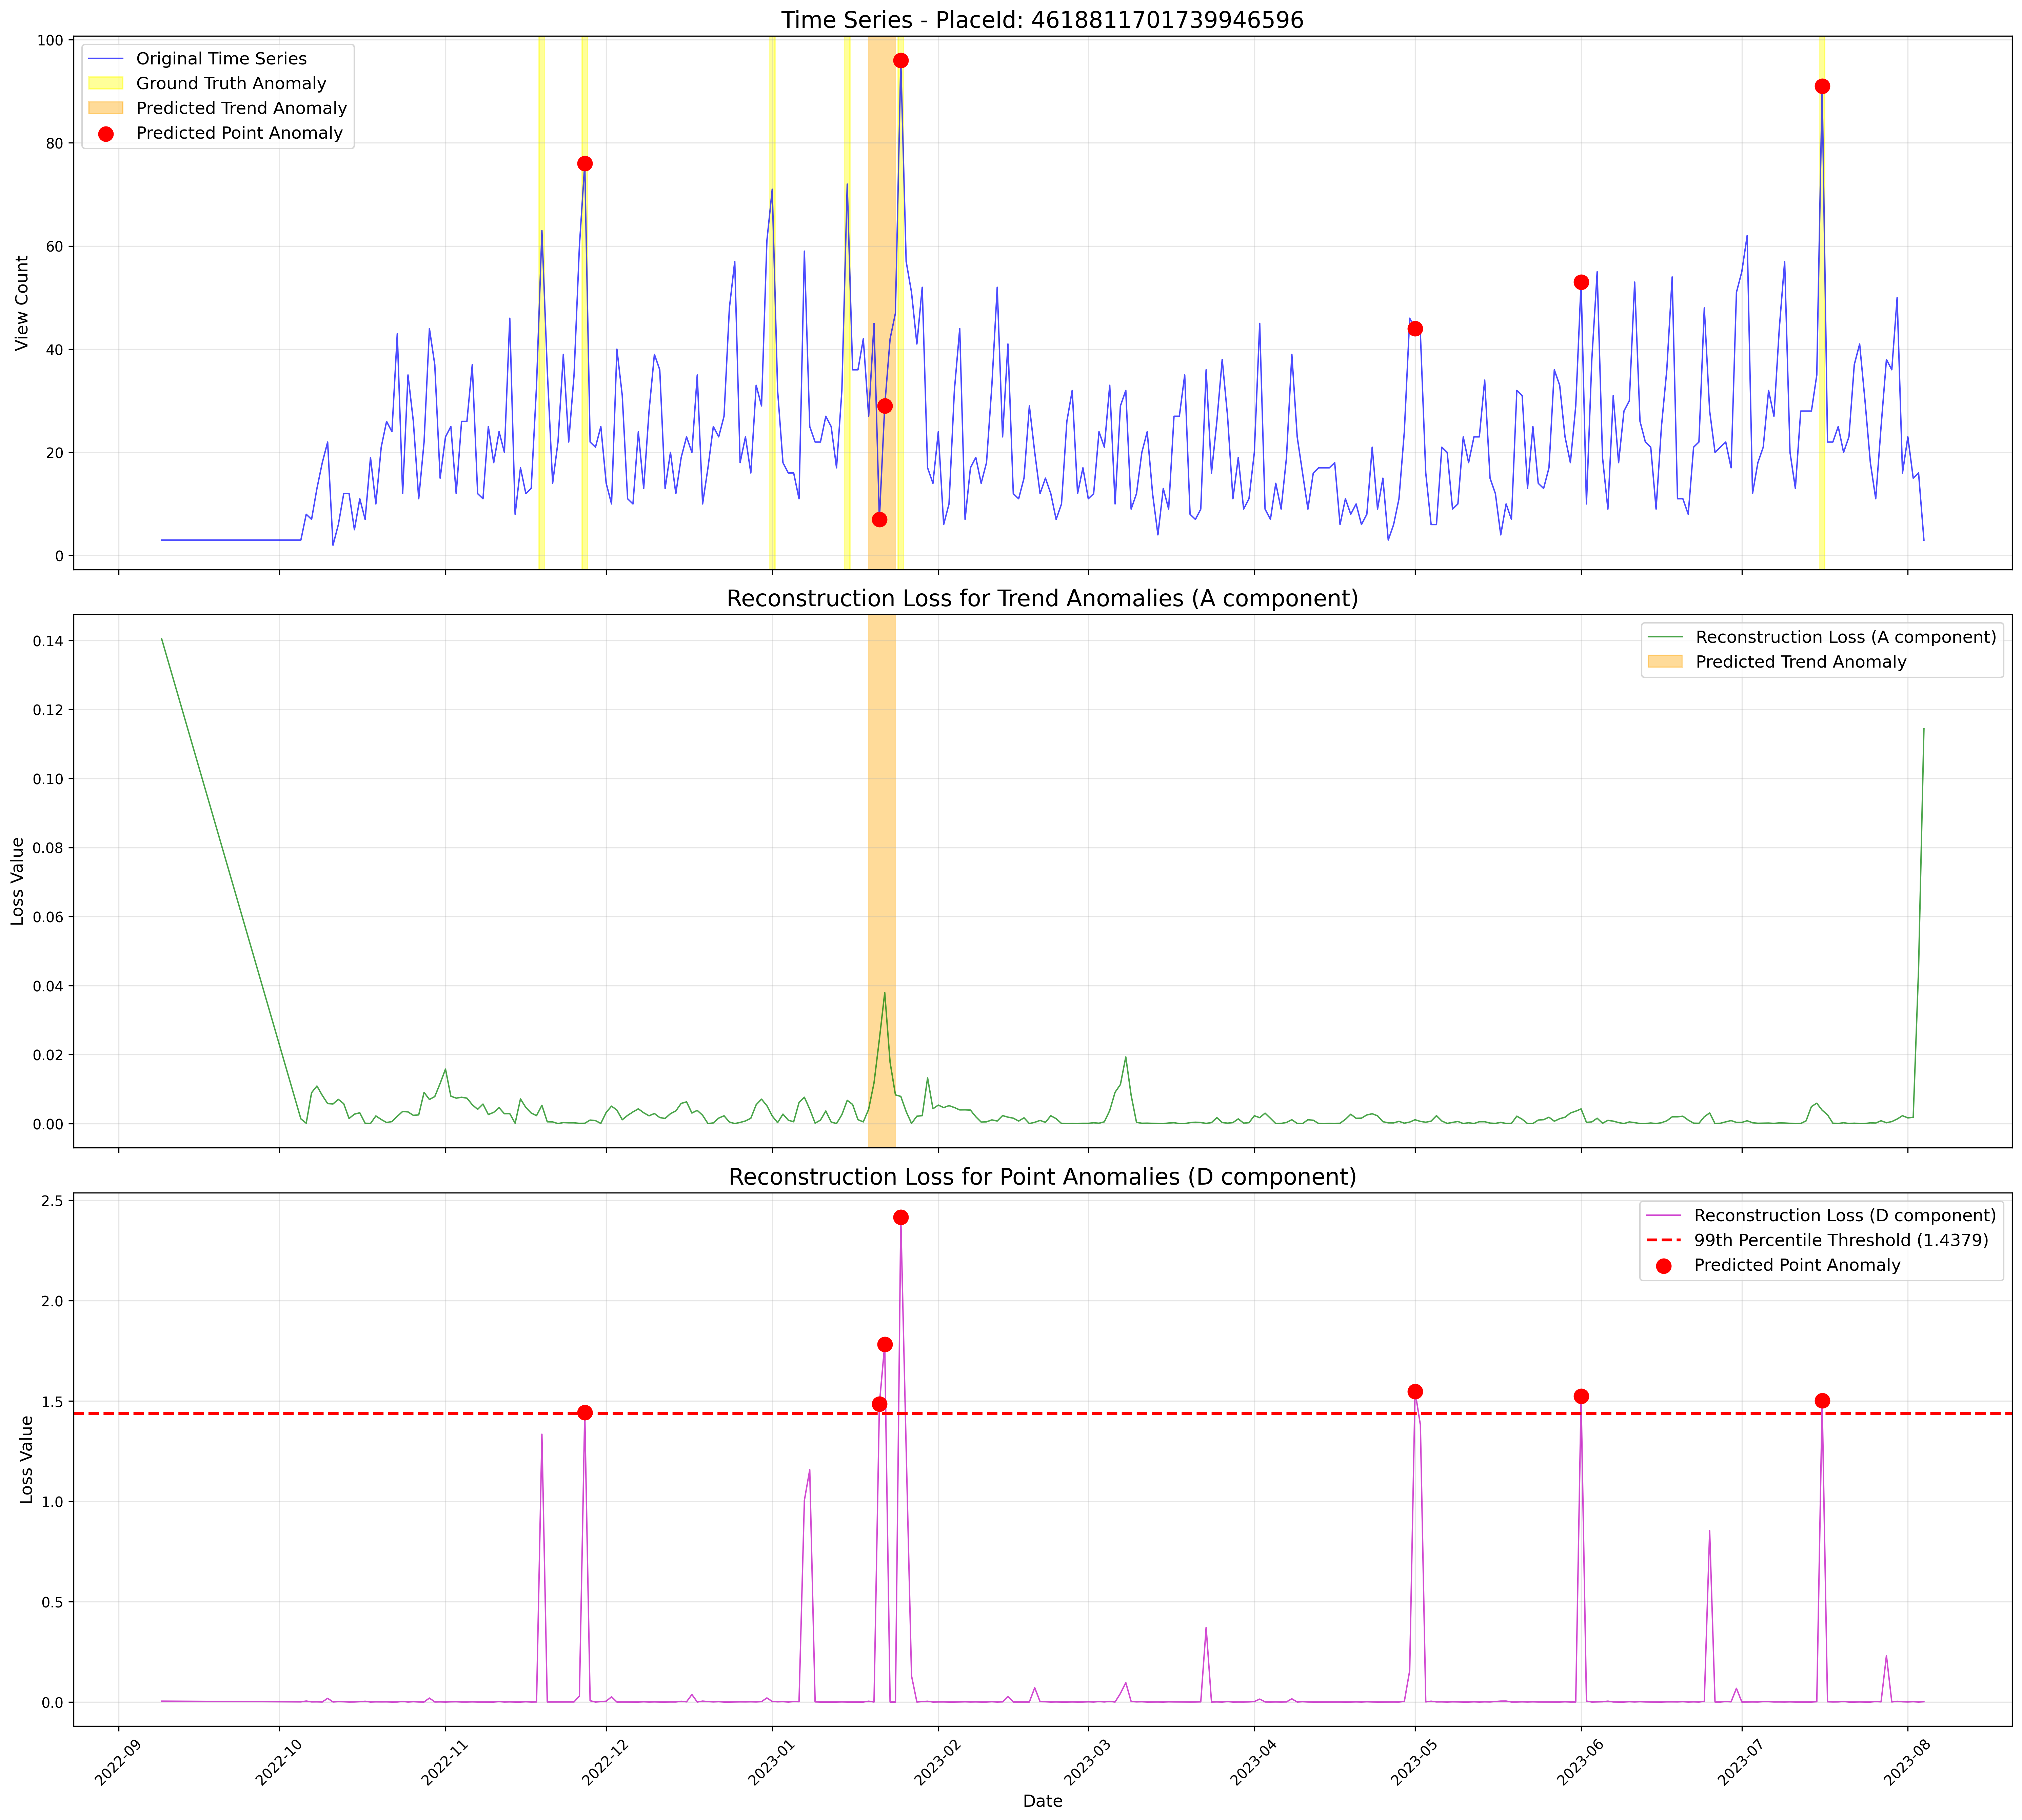 Time Series - PlaceId: 4618811701739946596
100
80
60
40
20
0
View Count
Original Time Series
Ground Truth Anomaly
Predicted Trend Anomaly
Predicted Point Anomaly
Reconstruction Loss for Trend Anomalies (A component)
0.14
0.12
0.10
0.08
0.06
0.04
0.02
0.00
Loss Value
Reconstruction Loss (A component)
Predicted Trend Anomaly
Reconstruction Loss for Point Anomalies (D component)
2.5
2.0
1.5
1.0
0.5
0.0
Loss Value
Reconstruction Loss (D component)
99th Percentile Threshold (1.4379)
Predicted Point Anomaly
2022-09
2022-10
2022-11
2022-12
2023-01
2023-02
2023-03
2023-04
2023-05
2023-06
2023-07
2023-08
Date